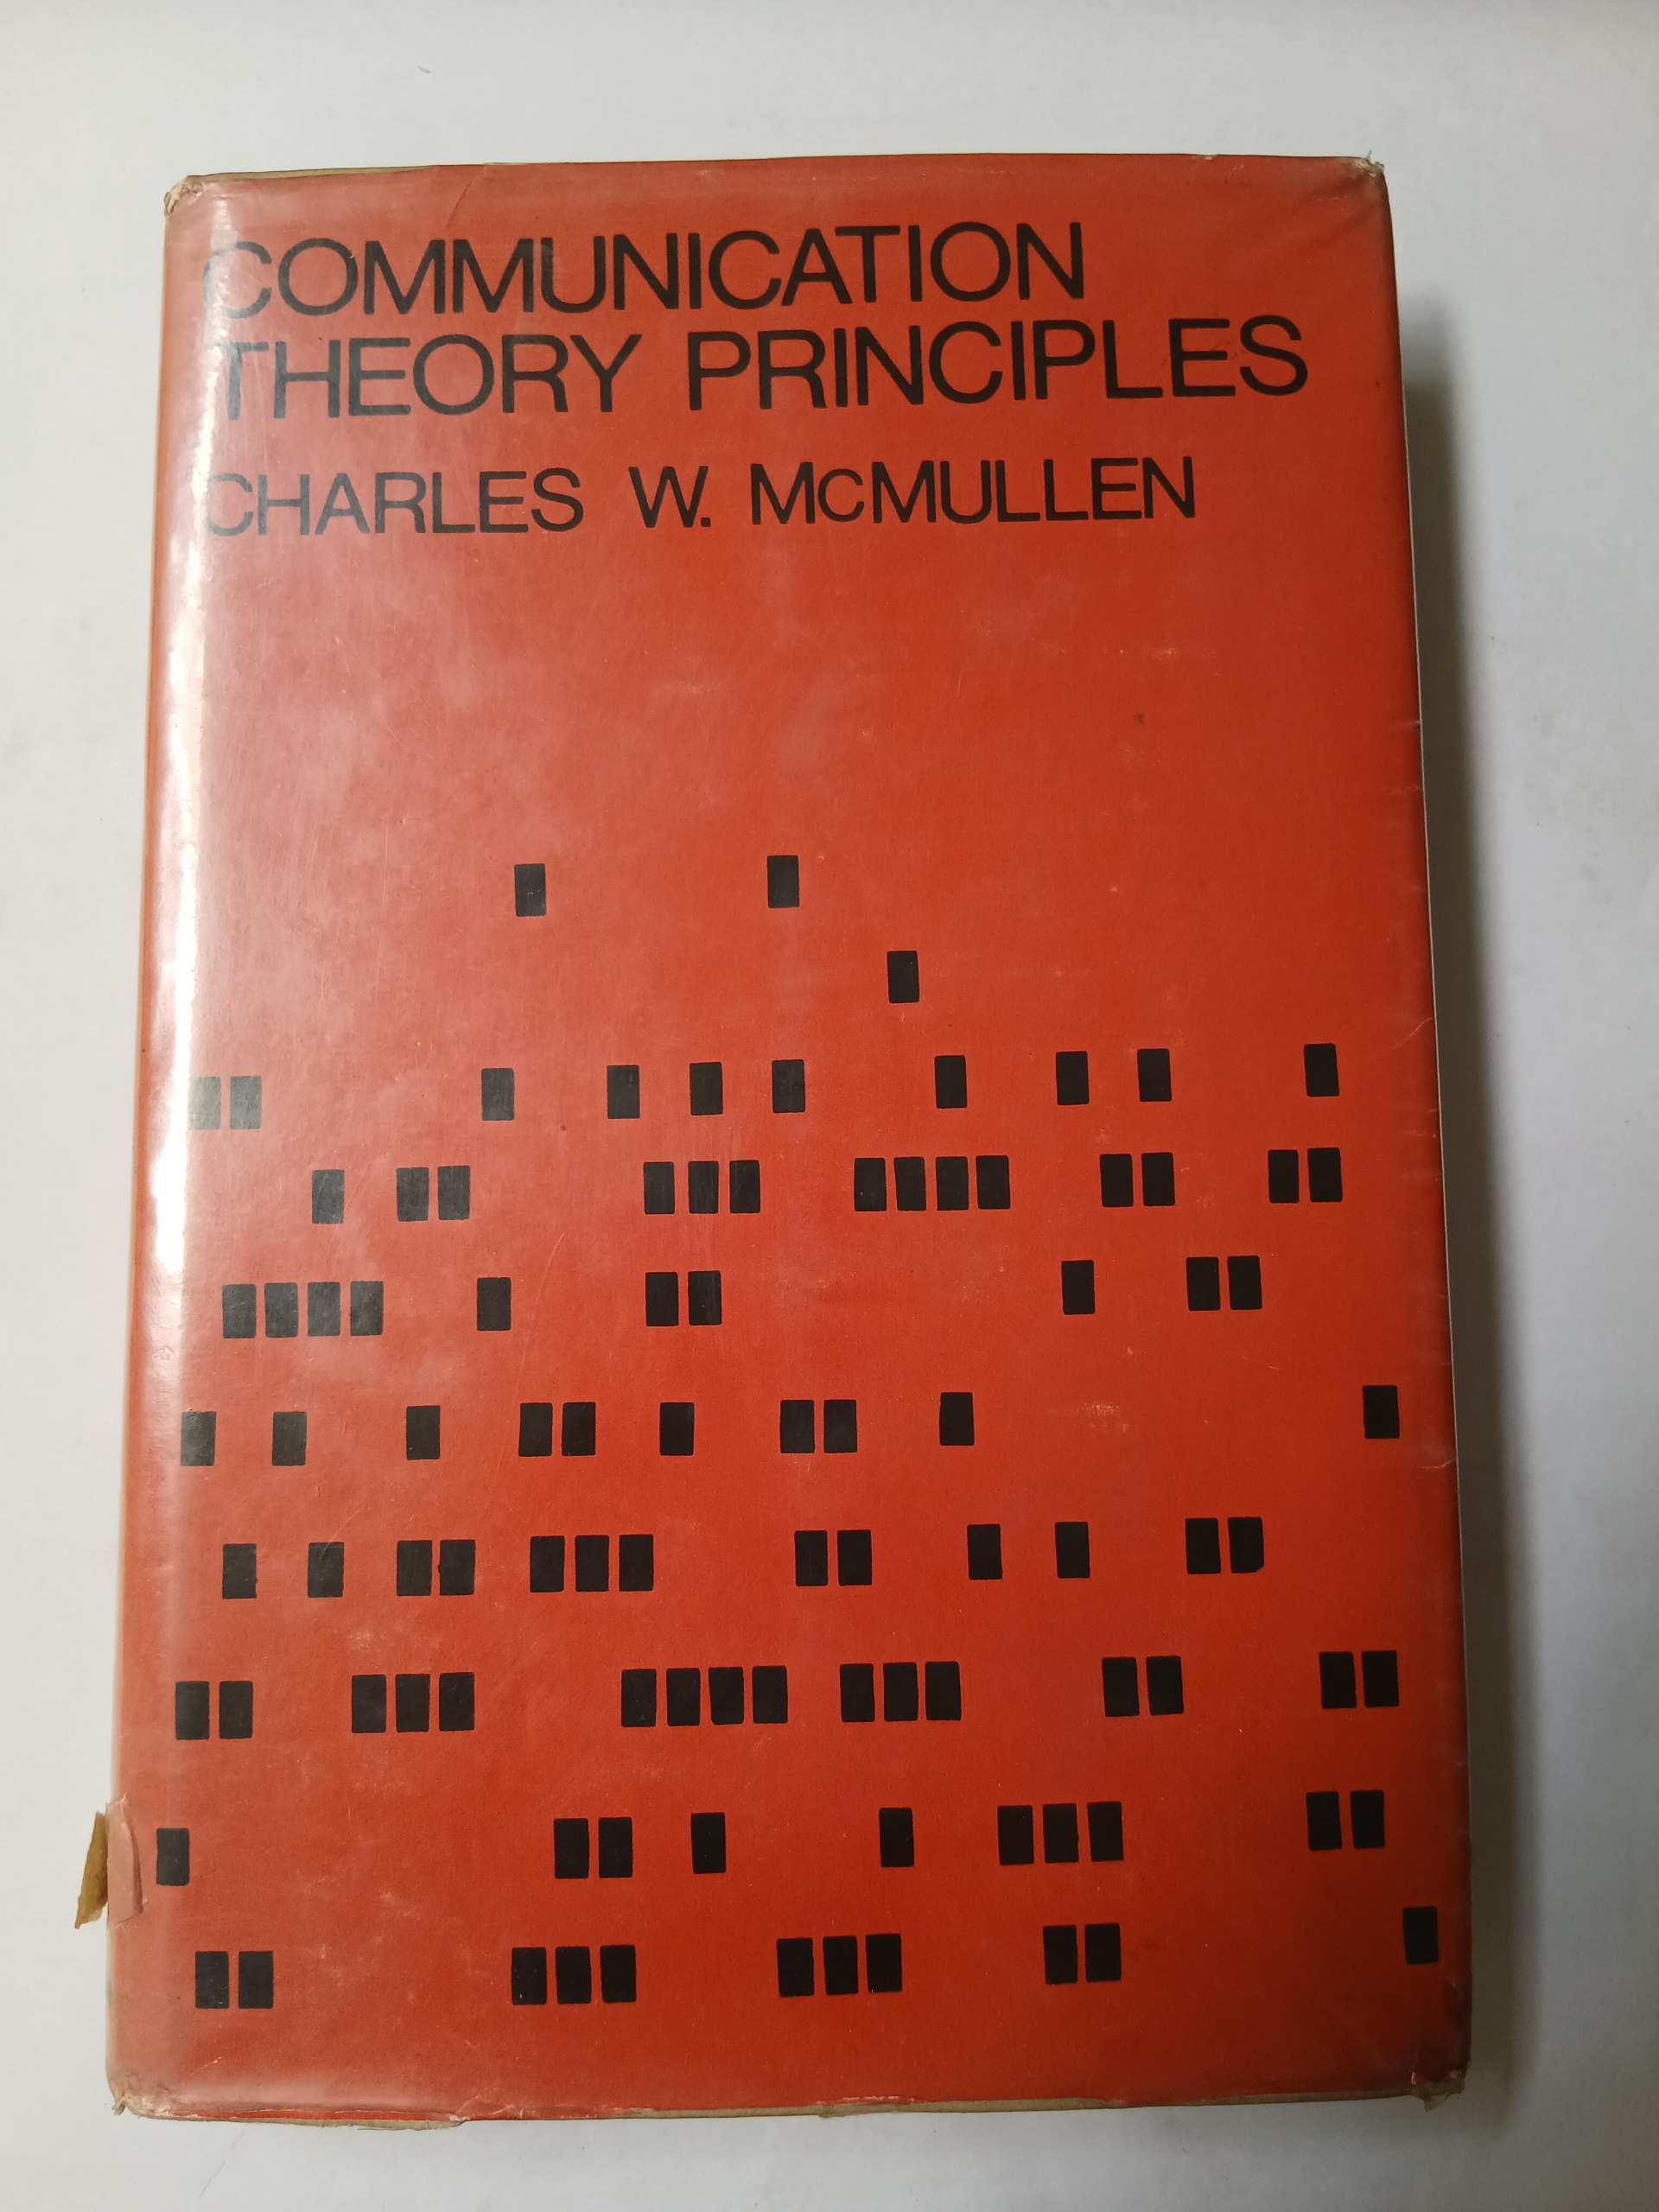 COMMUNICATION
THEORY PRINCIPLES
CHARLES W. McMULLEN